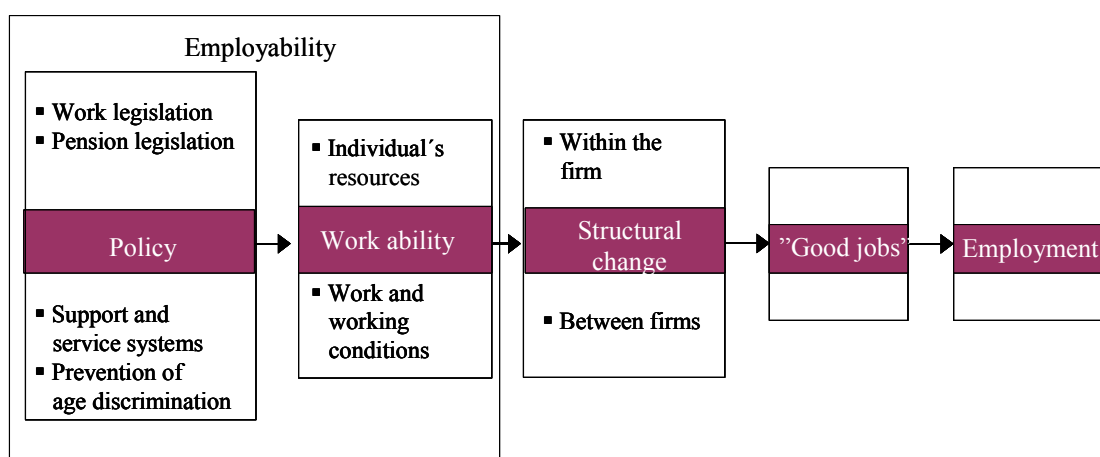 Employability
▪ Work legislation
▪ Pension legislation
Policy
▪ Support and
service systems
▪ Prevention of
age discrimination
▪ Individual´s
resources
Work ability
▪ Work and
working
conditions
▪ Within the
firm
Structural
change
▪ Between firms
”Good jobs”
Employment